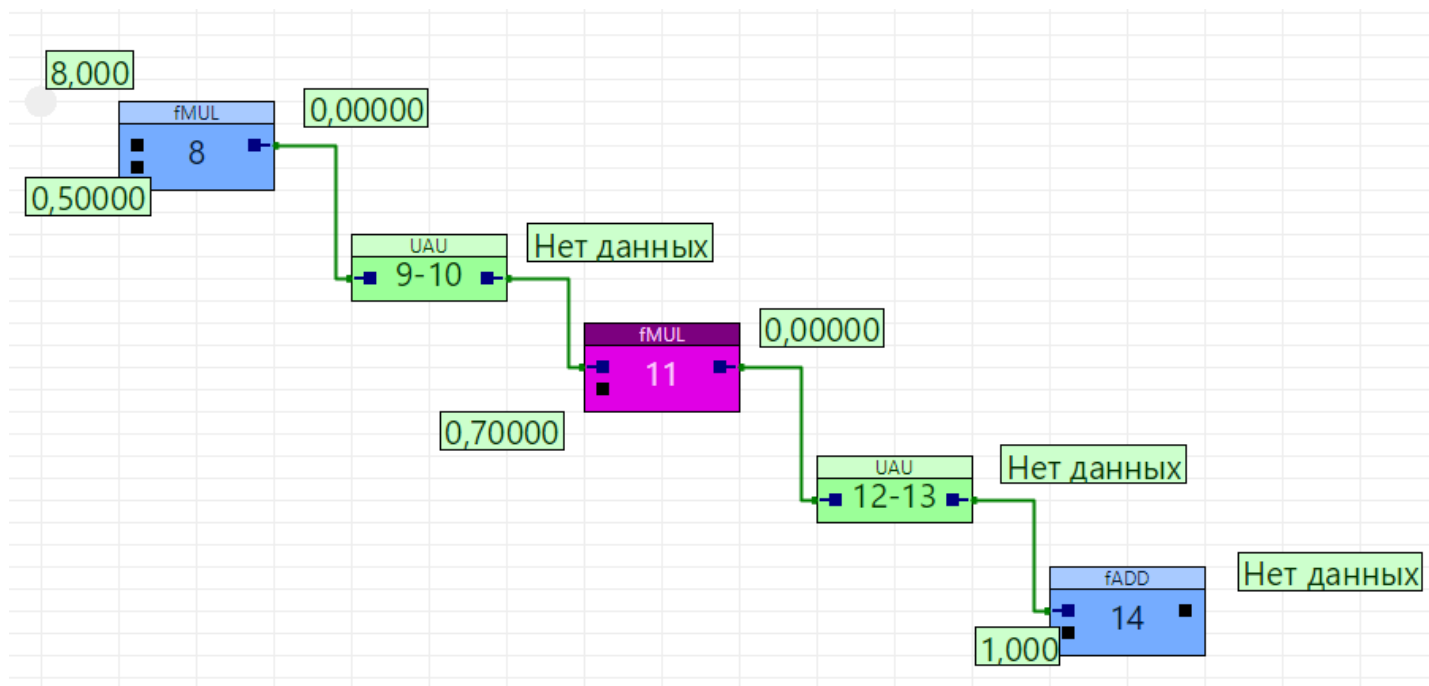 8,000
fMUL
0,00000
8
0,50000
UAU
Нет данных
9-10
fMUL
0,00000
11
0,70000
UAU
Нет данных
12-13
fADD
Нет данных
14
1,000